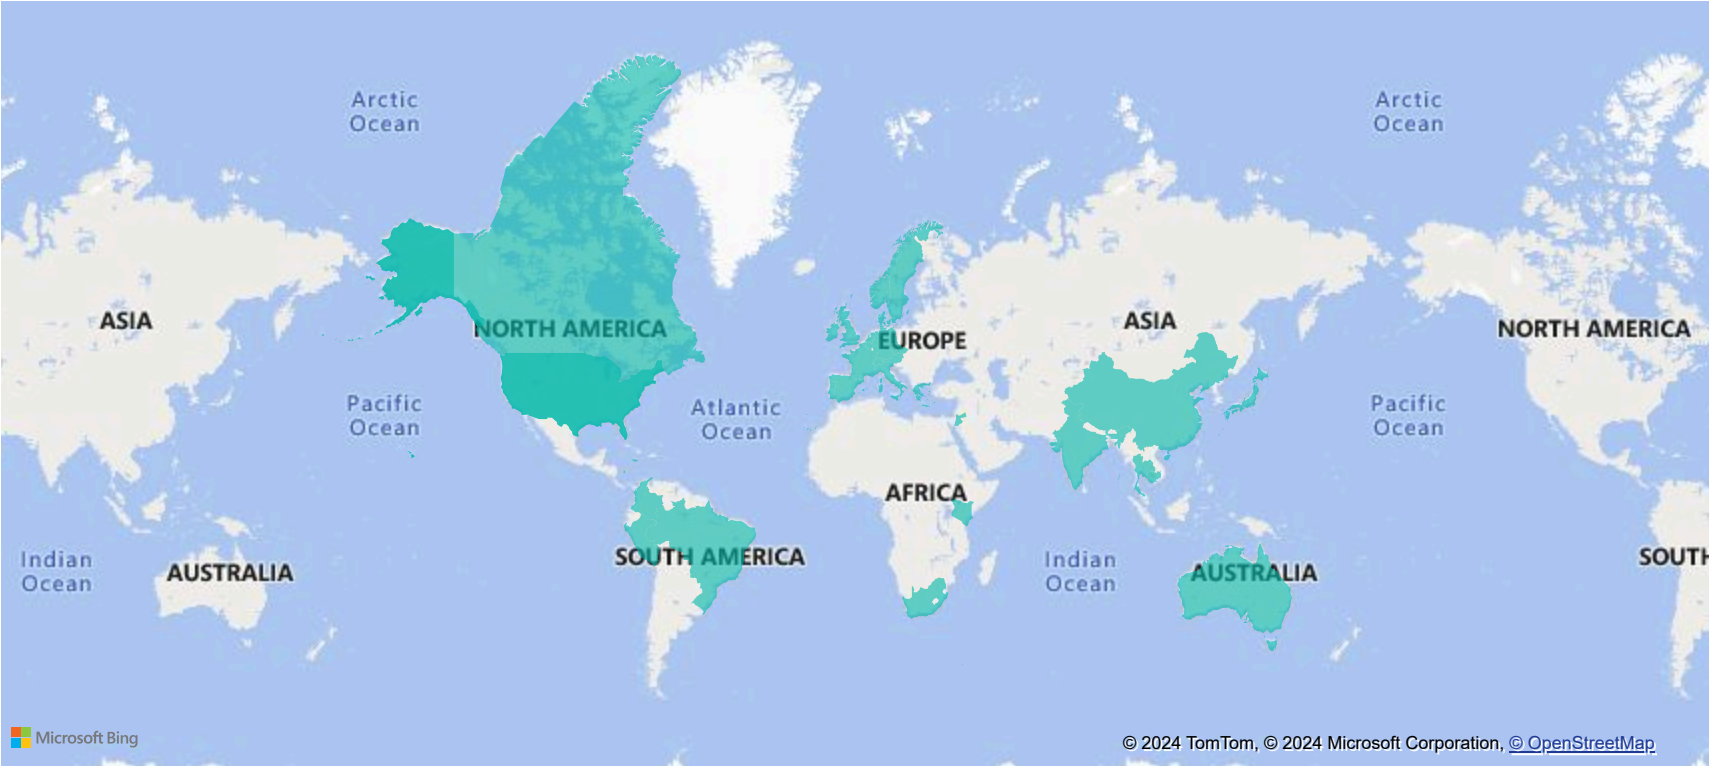 Arctic
Ocean
Arctic
Ocean
ASIA
NORTH AMERICA
EUROPE
ASIA
NORTH AMERICA
Pacific
Ocean
Atlantic
Ocean
Pacific
Ocean
AFRICA
Indian
Ocean
AUSTRALIA
SOUTH AMERICA
Indian
Ocean
AUSTRALIA
SOUTH
Microsoft Bing
© 2024 TomTom, © 2024 Microsoft Corporation, © OpenStreetMap